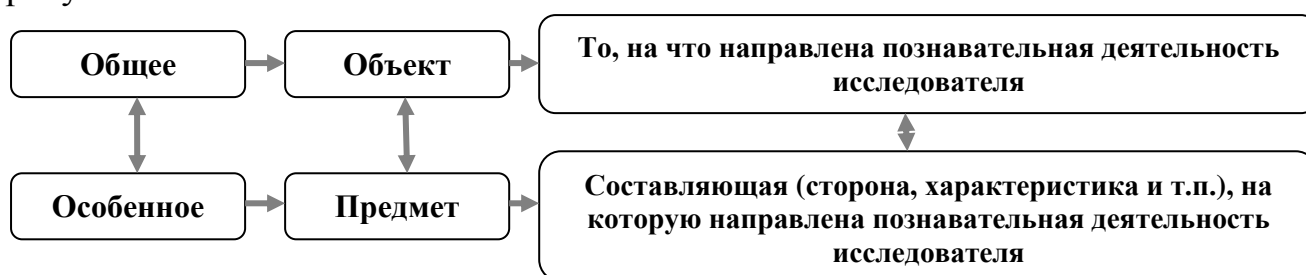 Общее
Объект
То, на что направлена познавательная деятельность
исследователя
Особенное
Предмет
Составляющая (сторона, характеристика и т.п.), на
которую направлена познавательная деятельность
исследователя